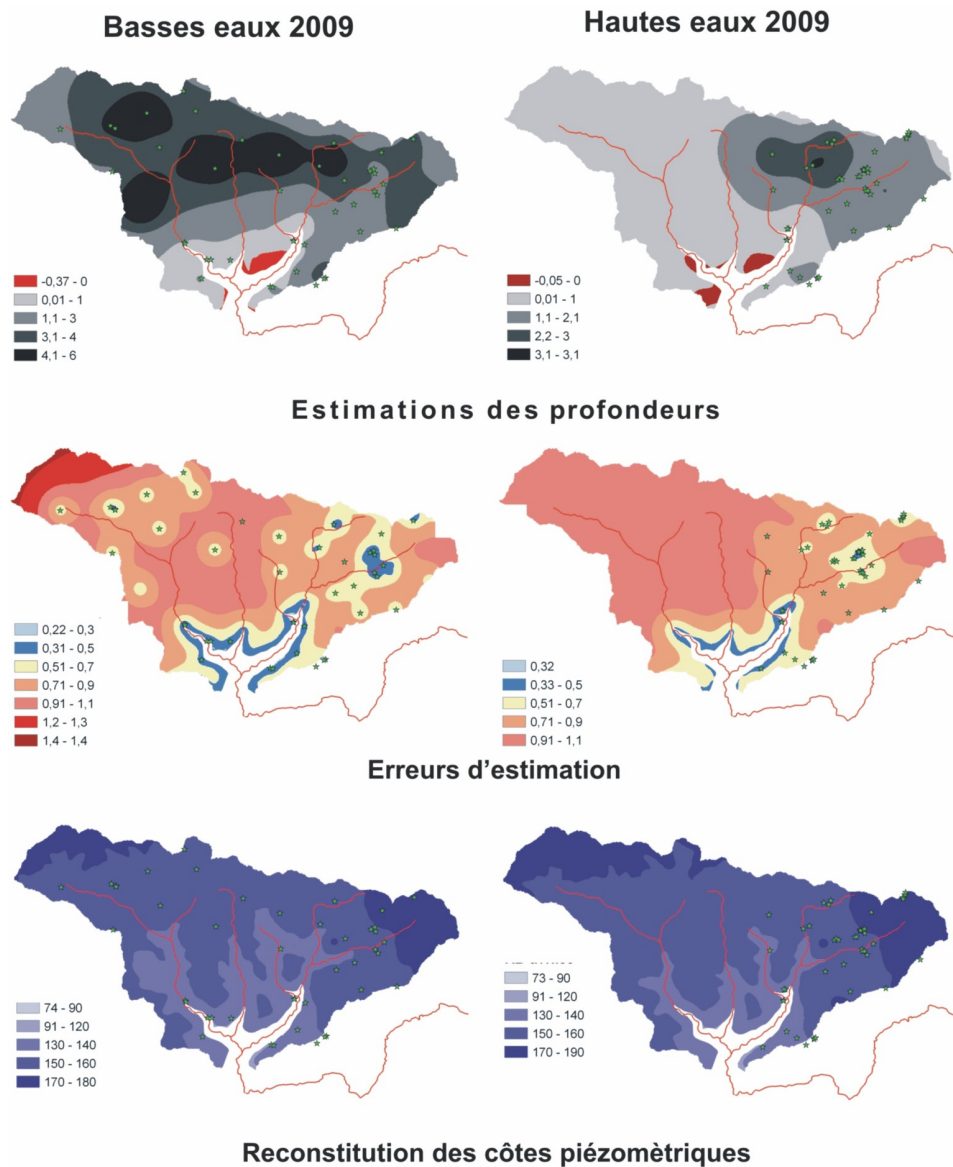 Basses eaux 2009
Hautes eaux 2009
-0,37 - 0
0,01 - 1
1,1 - 3
3,1 - 4
4,1 - 6
-0,05 - 0
0,01 - 1
1,1 - 2,1
2,2 - 3
3,1 - 3,1
Estimations des profondeurs
0,22 - 0,3
0,31 - 0,5
0,51 - 0,7
0,71 - 0,9
0,91 - 1,1
1,2 - 1,3
1,4 - 1,4
0,32
0,33 - 0,5
0,51 - 0,7
0,71 - 0,9
0,91 - 1,1
Erreurs d'estimation
74 - 90
91 - 120
130 - 140
150 - 160
170 - 180
73 - 90
91 - 120
130 - 140
150 - 160
170 - 190
Reconstitution des côtes piézomètriques